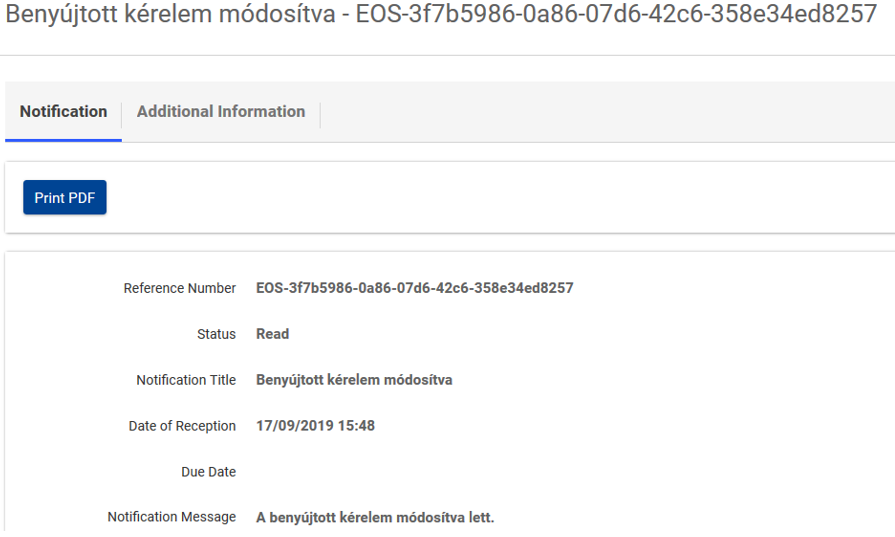 Benyújtott kérelem módosítva - EOS-3f7b5986-0a86-07d6-42c6-358e34ed8257
Notification
Additional Information
Print PDF
Reference Number EOS-3f7b5986-0a86-07d6-42c6-358e34ed8257
Status Read
Notification Title Benyújtott kérelem módosítva
Date of Reception 17/09/2019 15:48
Due Date
Notification Message A benyújtott kérelem módosítva lett.